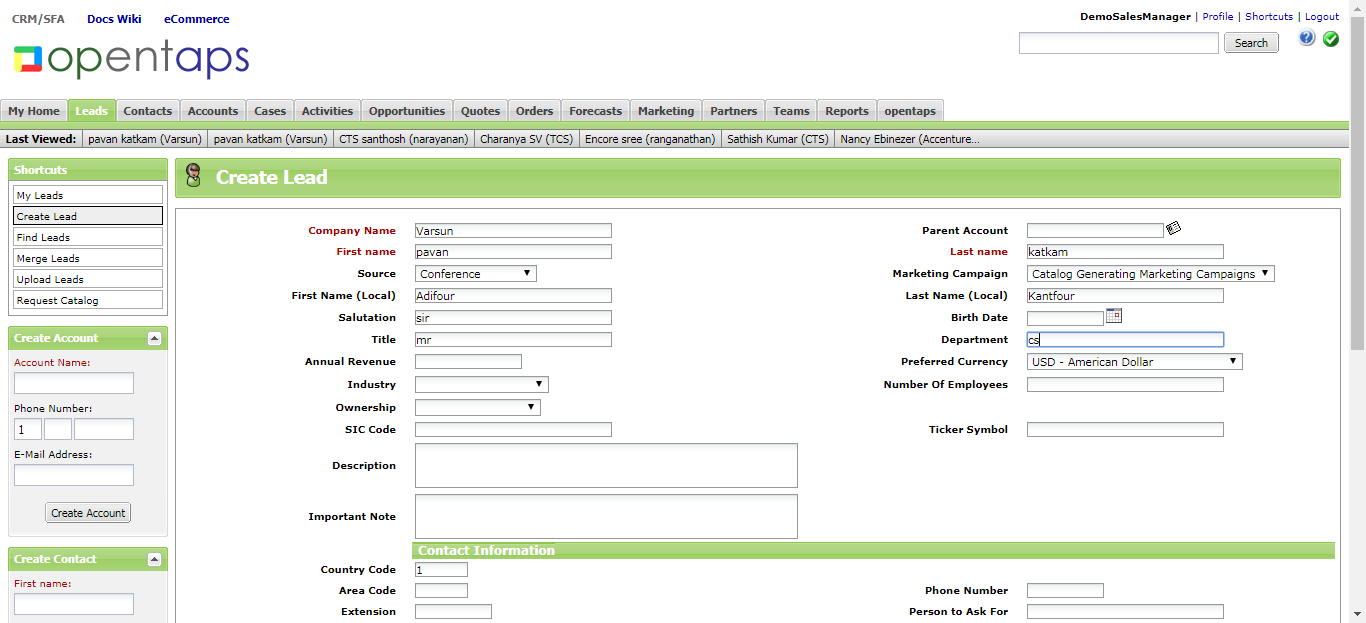 CRM/SFA Docs Wiki eCommerce
DemoSalesManager | Profile | Shortcuts | Logout
opentaps
Search
My Home Leads Contacts Accounts Cases Activities Opportunities Quotes Orders Forecasts Marketing Partners Teams Reports opentaps
Last Viewed: pavan katkam (Varsun) pavan katkam (Varsun) CTS santhosh (narayanan) Charanya SV (TCS) Encore sree (ranganathan) Sathish Kumar (CTS) Nancy Ebinezer (Accenture...
Shortcuts
My Leads
Create Lead
Find Leads
Merge Leads
Upload Leads
Request Catalog
Create Account
Account Name:
Phone Number:
1
E-Mail Address:
Create Account
Create Contact
First name:
Create Lead
Company Name Varsun Parent Account
First name pavan Last name katkam
Source Conference Marketing Campaign Catalog Generating Marketing Campaigns
First Name (Local) Adifour Last Name (Local) Kantfour
Salutation sir Birth Date
Title mr Department cs
Annual Revenue Preferred Currency USD - American Dollar
Industry Number Of Employees
Ownership
SIC Code Ticker Symbol
Description
Important Note
Contact Information
Country Code 1
Area Code Phone Number
Extension Person to Ask For